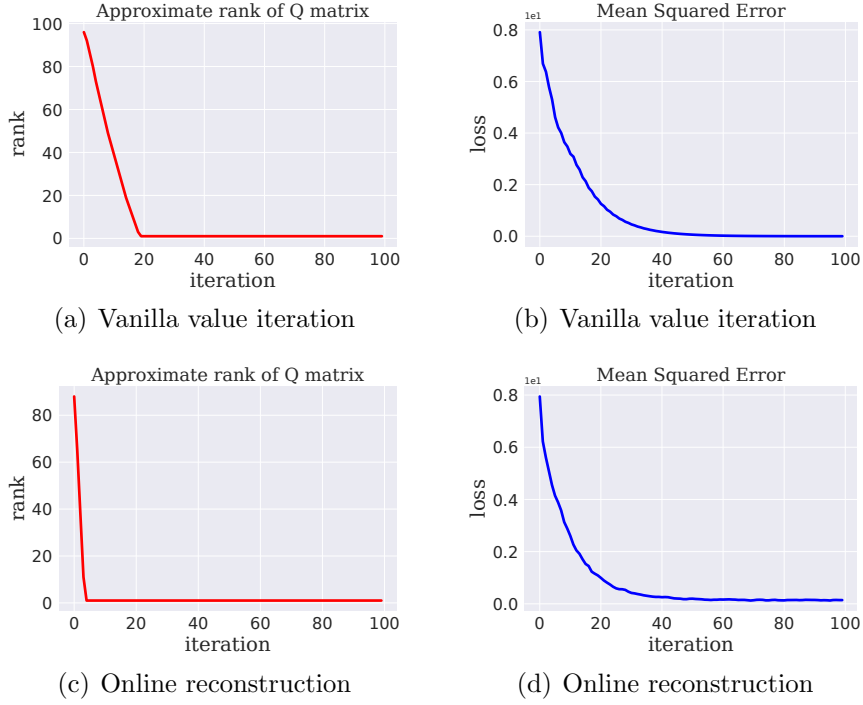 Approximate rank of Q matrix
100
80
60
40
20
0
rank
0 20 40 60 80 100
iteration
(a) Vanilla value iteration
Mean Squared Error
1e1
0.8
0.6
0.4
0.2
0.0
loss
0 20 40 60 80 100
iteration
(b) Vanilla value iteration
Approximate rank of Q matrix
80
60
40
20
0
rank
0 20 40 60 80 100
iteration
(c) Online reconstruction
Mean Squared Error
1e1
0.8
0.6
0.4
0.2
0.0
loss
0 20 40 60 80 100
iteration
(d) Online reconstruction